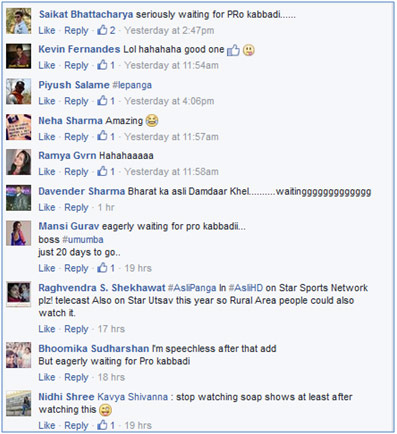 Saikat Bhattacharya seriously waiting for PRo kabbadi......
Like · Reply · 2 · Yesterday at 2:47pm
Kevin Fernandes Lol hahahaha good one
Like · Reply · 1 · Yesterday at 11:54am
Piyush Salame #lepanga
Like · Reply · 1 · Yesterday at 4:06pm
Neha Sharma Amazing
Like · Reply · 1 · Yesterday at 11:57am
Ramya Gvrn Hahahaaaaa
Like · Reply · 1 · Yesterday at 11:58am
Davender Sharma Bharat ka asli Damdaar Khel..........waitinggggggggggggg
Like · Reply · 1 hr
Mansi Gurav eagerly waiting for pro kabbadii...
boss #umumba
just 20 days to go..
Like · Reply · 1 · 19 hrs
Raghvendra S. Shekhawat #AsliPanga In #AsliHD on Star Sports Network
plz! telecast Also on Star Utsav this year so Rural Area people could also
watch it.
Like · Reply · 17 hrs
Bhoomika Sudharshan I'm speechless after that add
But eagerly waiting for Pro kabbadi
Like · Reply · 18 hrs
Nidhi Shree Kavya Shivanna : stop watching soap shows at least after
watching this
Like · Reply · 1 · 19 hrs